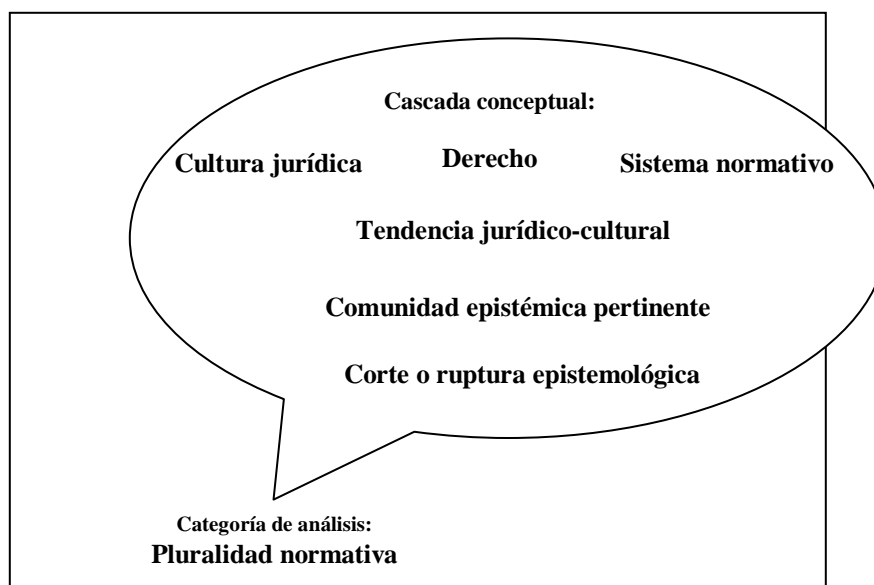 Cascada conceptual:
Cultura jurídica Derecho Sistema normativo
Tendencia jurídico-cultural
Comunidad epistémica pertinente
Corte o ruptura epistemológica
Categoría de análisis:
Pluralidad normativa